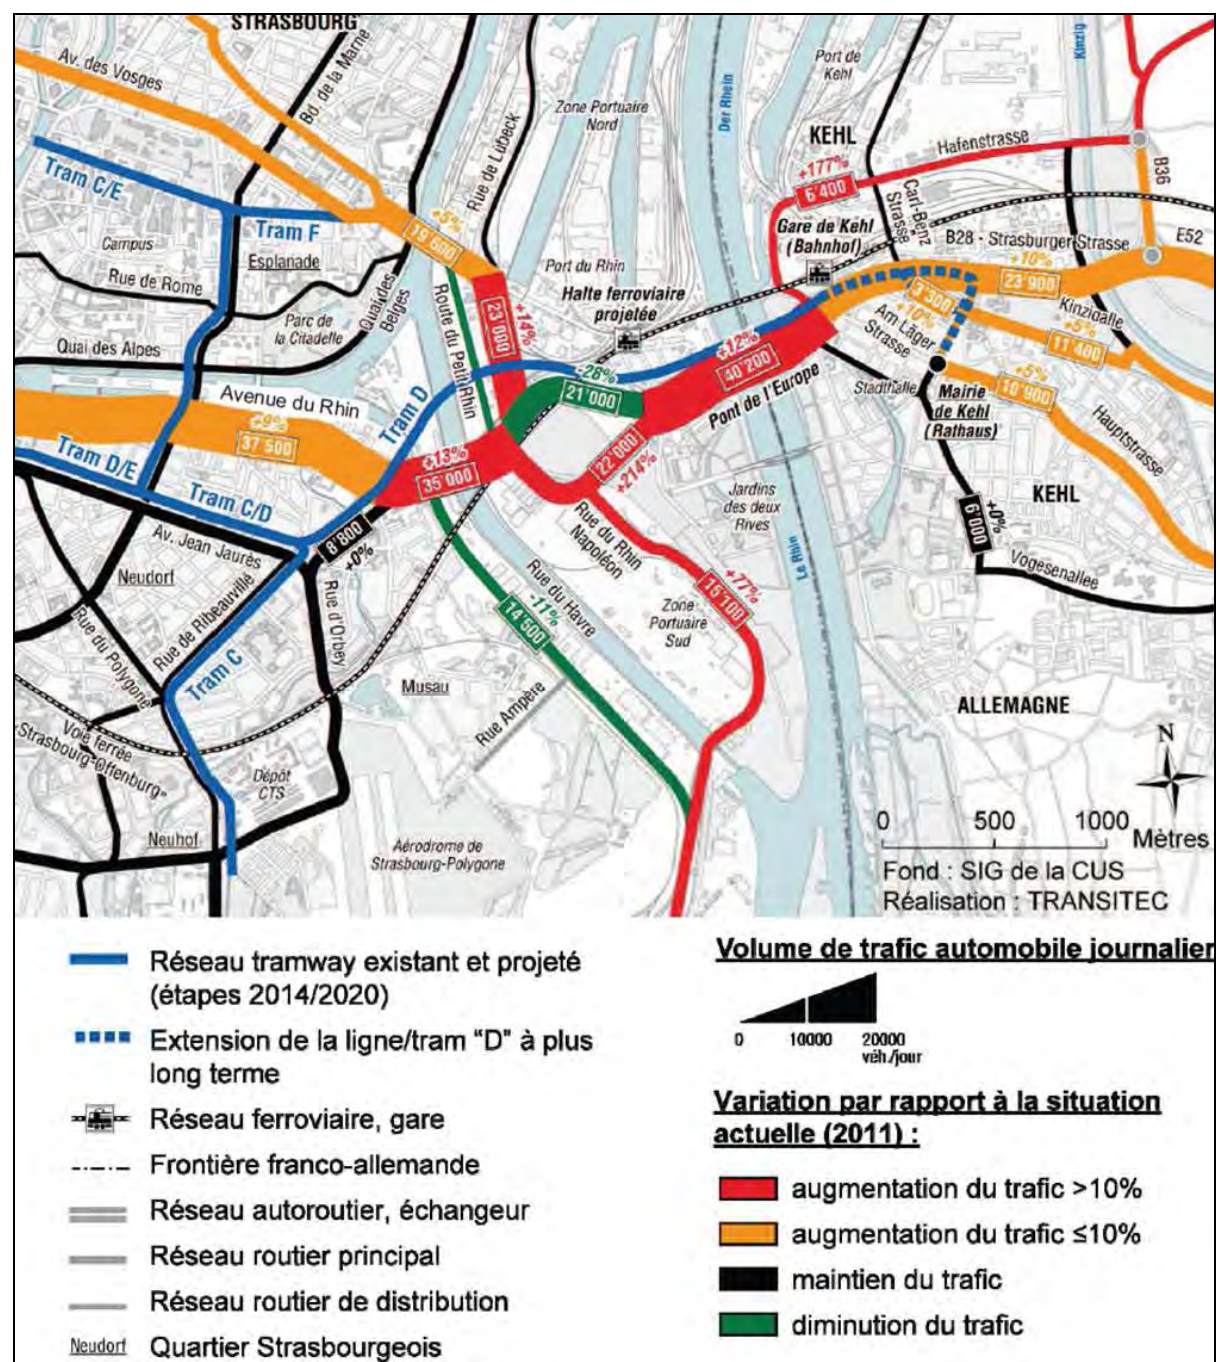 STRASBOURG
Av. des Vosges
Bd. de la Marne
Rue de Lübeck
Zone Portuaire
Nord
Der Rhein
Port de
Kehl
Kinzig
KEHL
Hafenstrasse
+177%
6'400
B36
Carl-Benz
Strasse
Tram C/E
Tram F
+5%
19'600
Campus
Esplanade
Rue de Rome
Parc de
la Citadelle
Quai des
Belges
Quai des Alpes
Route du Petit Rhin
Port du Rhin
Halte ferroviaire
projetée
23'000
+14%
Gare de Kehl
(Bahnhof)
B28 - Strasburger Strasse
E52
+10%
23'900
3'300
-10%
Am Läger
Strasse
Kinzigallee
+5%
11'400
+12%
40'200
Pont de l'Europe
-28%
21'000
Stadthalle
Mairie
de Kehl
(Rathaus)
+5%
10'900
Hauptstrasse
Avenue du Rhin
+9%
37'500
Tram D
+13%
35'000
22'000
+214%
Tram D/E
Tram C/D
8'800
+0%
Av. Jean Jaurès
Neudorf
Rue de Ribeauvillé
Rue du Polygone
Rue d'Orbey
Tram C
Jardins
des deux
Rives
Le Rhin
KEHL
+0%
6'000
Vogesenallee
Rue du Rhin
Napoléon
Rue du Havre
-11%
14'500
+77%
15'100
Zone
Portuaire
Sud
Musau
Rue Ampère
Voie ferrée
"Strasbourg-Offenburg"
Dépôt
CTS
Neuhof
Aérodrome de
Strasbourg-Polygone
ALLEMAGNE
N
0 500 1000
Mètres
Fond : SIG de la CUS
Réalisation : TRANSITEC
Réseau tramway existant et projeté
(étapes 2014/2020)
Extension de la ligne/tram "D" à plus
long terme
Réseau ferroviaire, gare
Frontière franco-allemande
Réseau autoroutier, échangeur
Réseau routier principal
Réseau routier de distribution
Neudorf Quartier Strasbourgeois
Volume de trafic automobile journalier
0 10000 20000
véh./jour
Variation par rapport à la situation
actuelle (2011) :
augmentation du trafic >10%
augmentation du trafic ≤10%
maintien du trafic
diminution du trafic